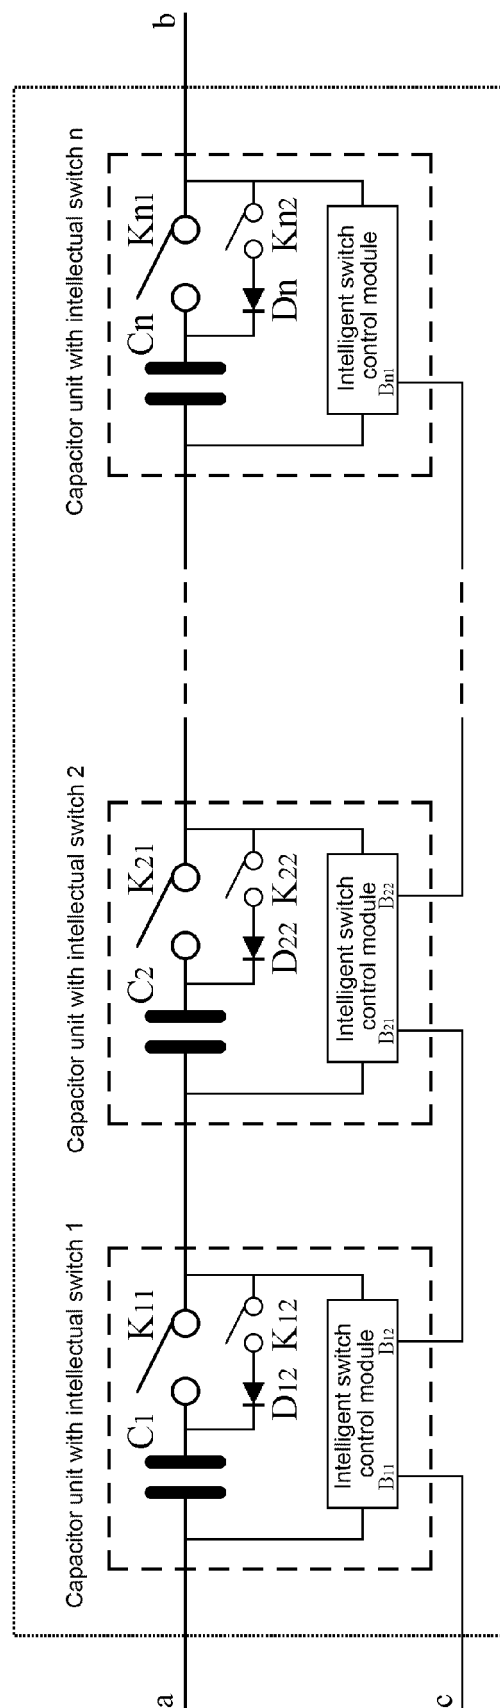 Capacitor unit with intellectual switch 1
C1
K11
D12
K12
Intelligent switch
control module
B11
B12
Capacitor unit with intellectual switch 2
C2
K21
D22
K22
Intelligent switch
control module
B21
B22
Capacitor unit with intellectual switch n
Cn
Kn1
Dn
Kn2
Intelligent switch
control module
Bn1
a
b
c